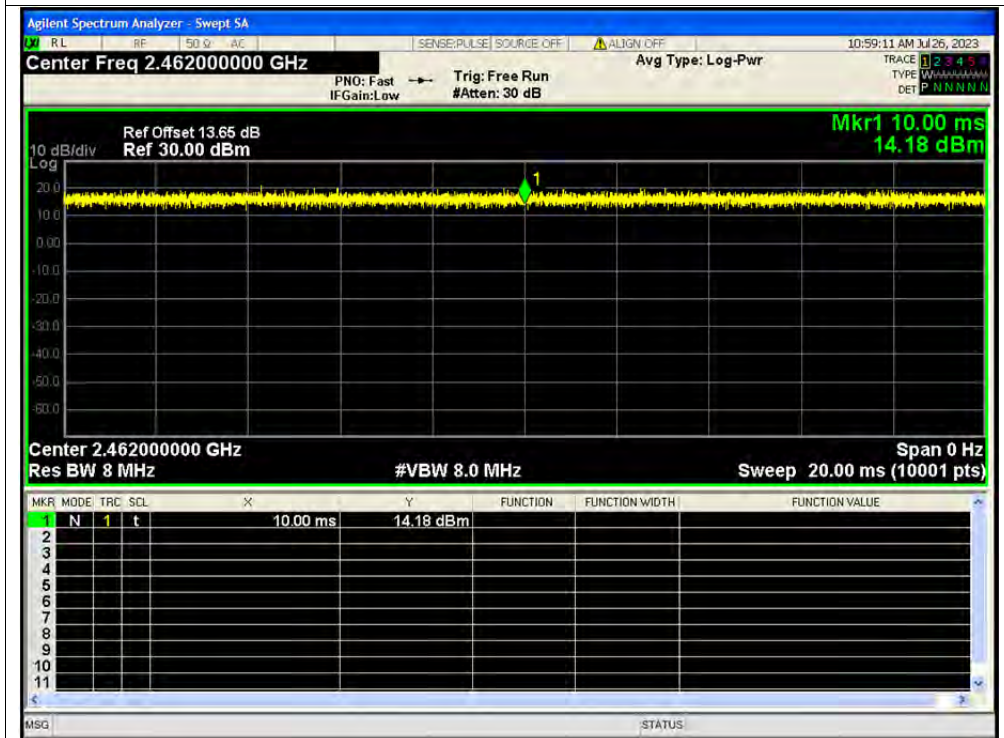 Agilent Spectrum Analyzer - Swept SA
LXI RL RF 50 Ω AC SENSE:PULSE SOURCE OFF ALIGN OFF 10:59:11 AM Jul 26, 2023
Center Freq 2.462000000 GHz
Avg Type: Log-Pwr
TRACE 1 2 3 4 5 6
PNO: Fast
Trig: Free Run
TYPE
IFGain:Low
#Atten: 30 dB
DET P N N N N N
Mkr1 10.00 ms
14.18 dBm
Ref Offset 13.65 dB
10 dB/div Ref 30.00 dBm
Log
1
20.0
10.0
0.00
-10.0
-20.0
-30.0
-40.0
-50.0
-60.0
Center 2.462000000 GHz Span 0 Hz
Res BW 8 MHz #VBW 8.0 MHz Sweep 20.00 ms (10001 pts)
MKR MODE TRC SCL X Y FUNCTION FUNCTION WIDTH FUNCTION VALUE
1 N 1 t 10.00 ms 14.18 dBm
2
3
4
5
6
7
8
9
10
11
MSG STATUS